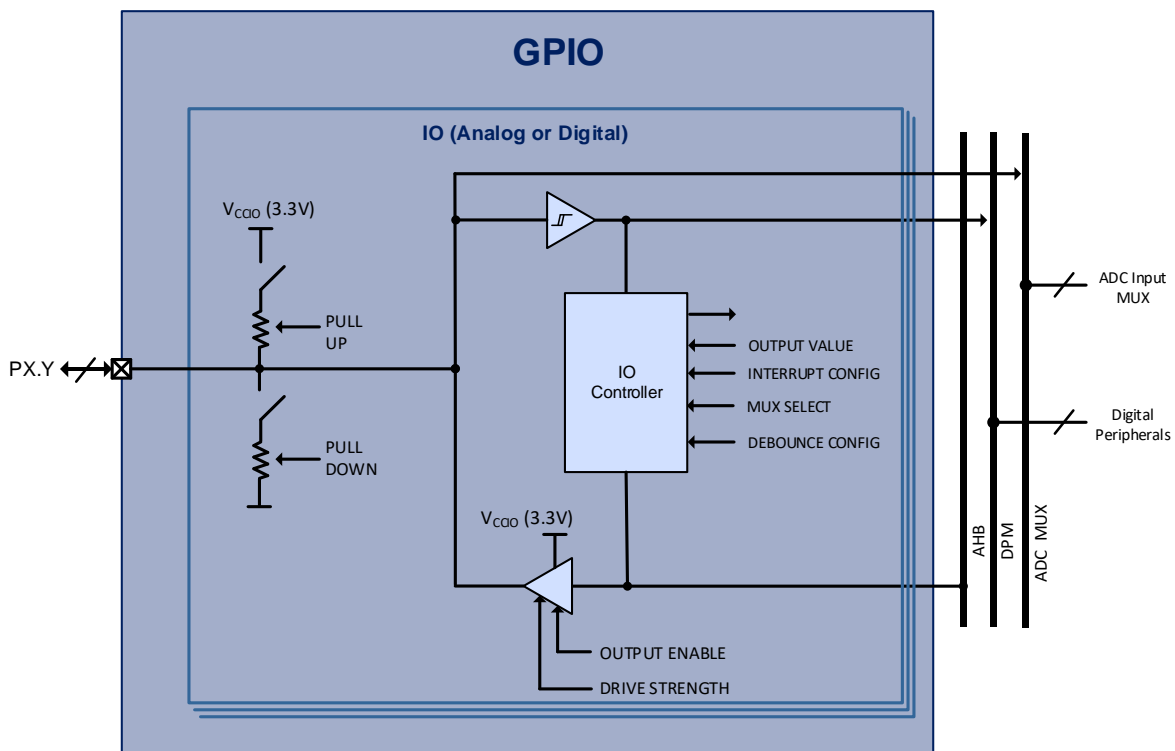 GPIO
IO (Analog or Digital)
VCCIO (3.3V)
PULL
UP
PX.Y
PULL
DOWN
IO
Controller
OUTPUT VALUE
INTERRUPT CONFIG
MUX SELECT
DEBOUNCE CONFIG
VCCIO (3.3V)
OUTPUT ENABLE
DRIVE STRENGTH
AHB
DPM
ADC MUX
ADC Input
MUX
Digital
Peripherals